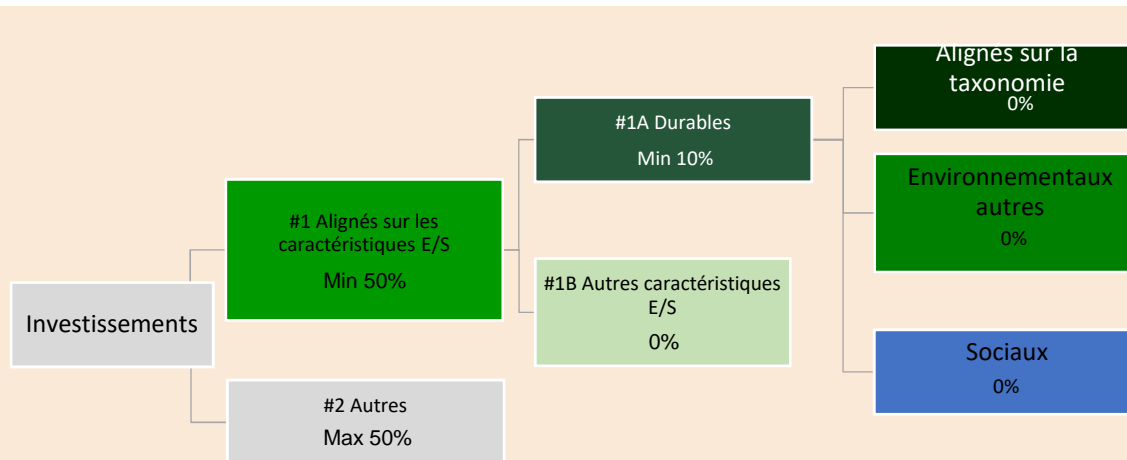 Investissements
#1 Alignés sur les
caractéristiques E/S
Min 50%
#2 Autres
Max 50%
#1A Durables
Min 10%
#1B Autres caractéristiques
E/S
0%
Alignés sur la
taxonomie
0%
Environnementaux
autres
0%
Sociaux
0%